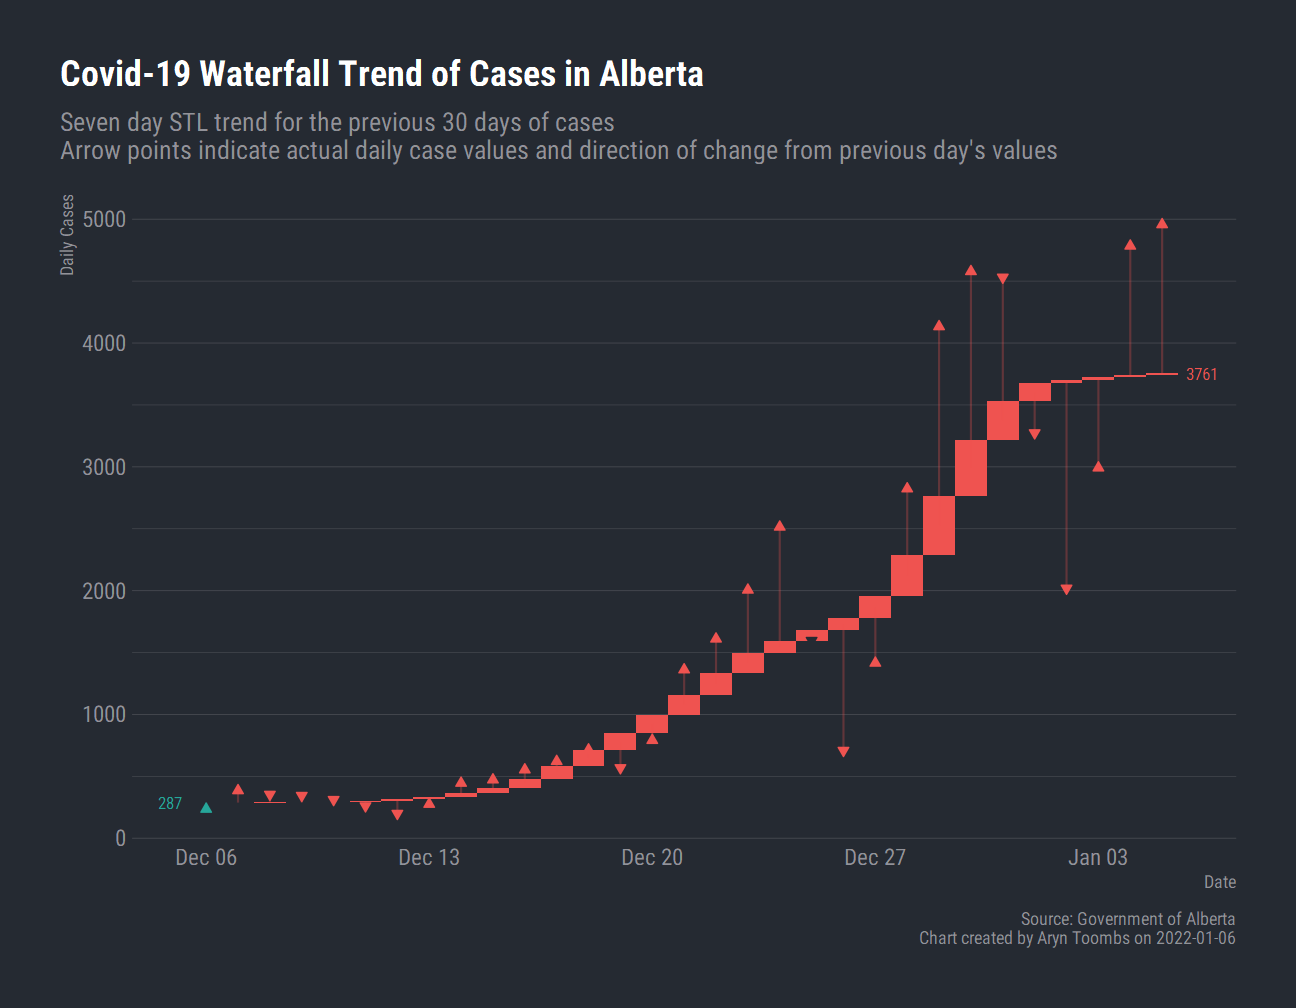 Covid-19 Waterfall Trend of Cases in Alberta
Seven day STL trend for the previous 30 days of cases
Arrow points indicate actual daily case values and direction of change from previous day's values
Daily Cases
5000
4000
3000
2000
1000
0
287
3761
Dec 06
Dec 13
Dec 20
Dec 27
Jan 03
Date
Source: Government of Alberta
Chart created by Aryn Toombs on 2022-01-06